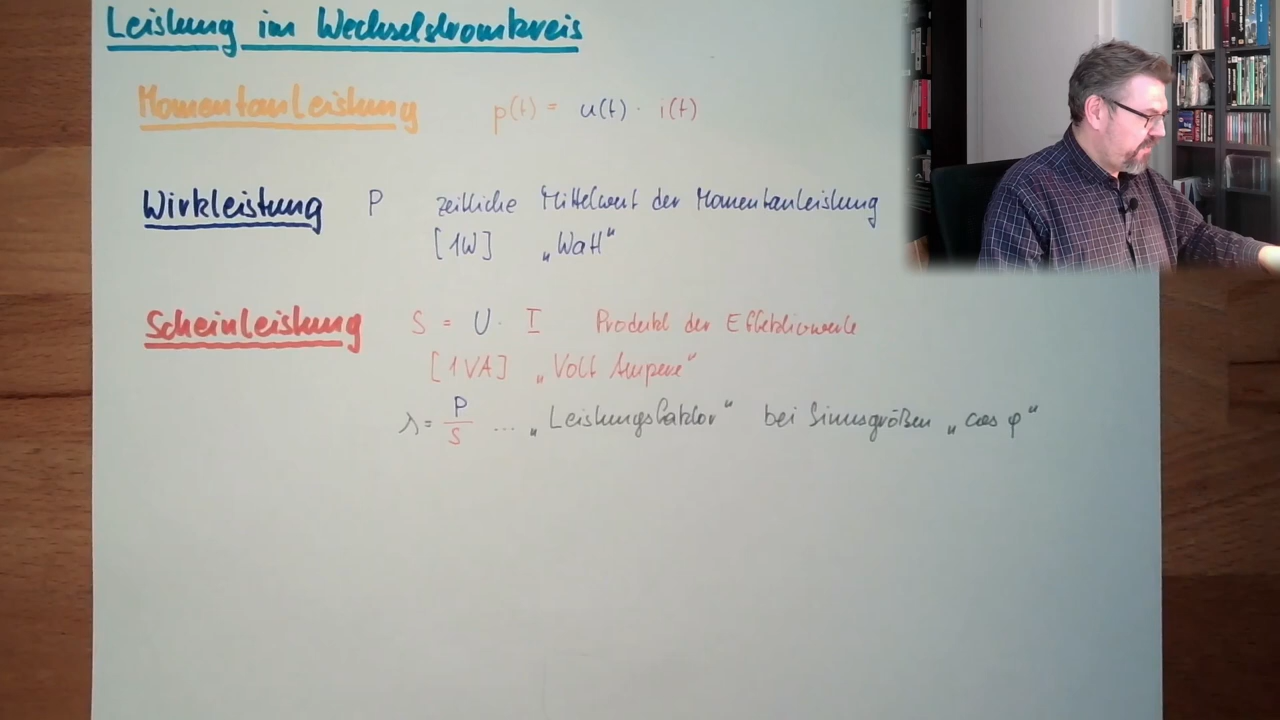 Leistung im Wechselstromkreis
Momentanleistung p(t) = u(t) · i(t)
Wirkleistung P zeitliche Mittelwert der Momentanleistung
[1W] „Watt“
Scheinleistung S = U · I Produkt der Effektivwerte
[1VA] „Volt Ampere“
λ = P/S ... „Leistungsfaktor“ bei Sinusgrößen „cos φ“